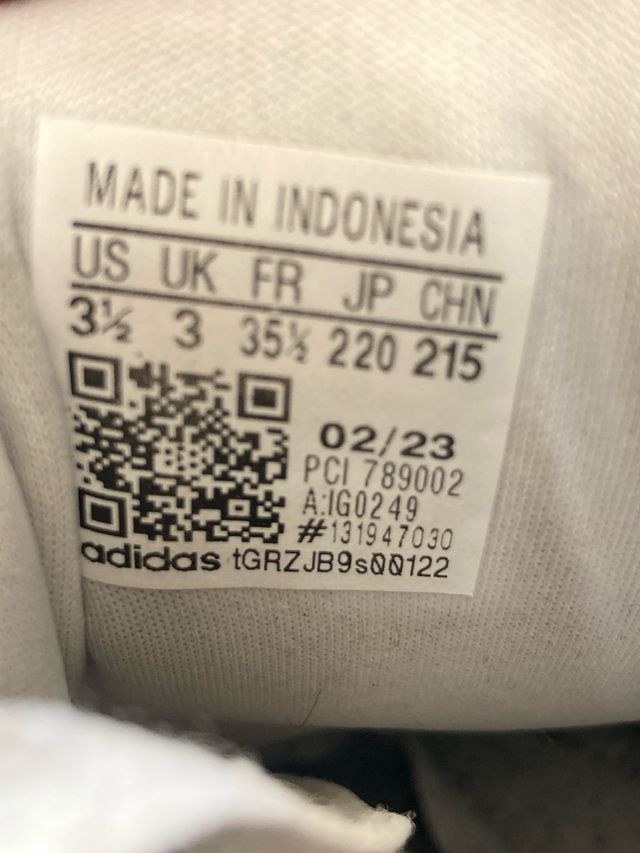 MADE IN INDONESIA
US UK FR JP CHN
3½ 3 35½ 220 215
02/23
PCI 789002
A:IG0249
#131947030
adidas tGRZJB9s00122